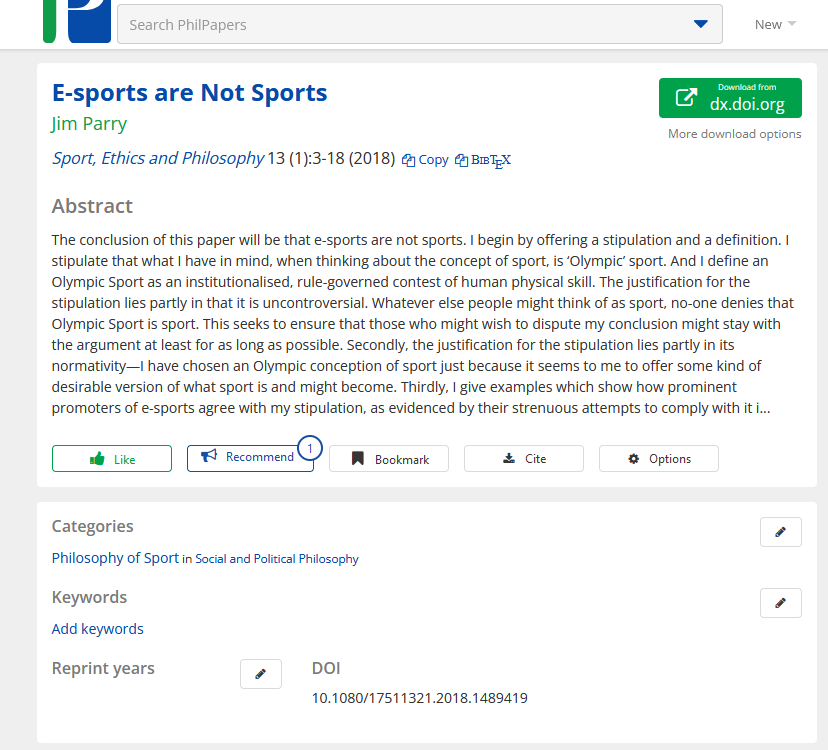 Search PhilPapers
New
E-sports are Not Sports
Download from
dx.doi.org
Jim Parry
More download options
Sport, Ethics and Philosophy 13 (1):3-18 (2018) Copy BIBTEX
Abstract
The conclusion of this paper will be that e-sports are not sports. I begin by offering a stipulation and a definition. I
stipulate that what I have in mind, when thinking about the concept of sport, is ‘Olympic’ sport. And I define an
Olympic Sport as an institutionalised, rule-governed contest of human physical skill. The justification for the
stipulation lies partly in that it is uncontroversial. Whatever else people might think of as sport, no-one denies that
Olympic Sport is sport. This seeks to ensure that those who might wish to dispute my conclusion might stay with
the argument at least for as long as possible. Secondly, the justification for the stipulation lies partly in its
normativity—I have chosen an Olympic conception of sport just because it seems to me to offer some kind of
desirable version of what sport is and might become. Thirdly, I give examples which show how prominent
promoters of e-sports agree with my stipulation, as evidenced by their strenuous attempts to comply with it i...
Like Recommend 1 Bookmark Cite Options
Categories
Philosophy of Sport in Social and Political Philosophy
Keywords
Add keywords
Reprint years
DOI
10.1080/17511321.2018.1489419